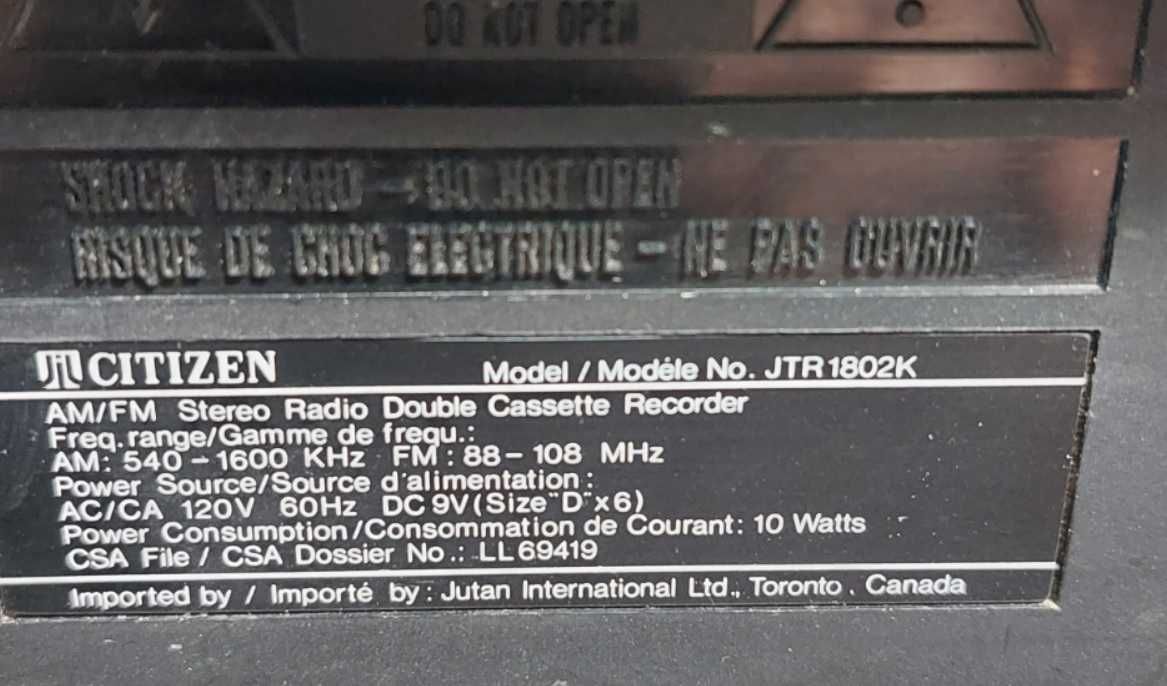 DO NOT OPEN
SHOCK HAZARD - DO NOT OPEN
RISQUE DE CHOC ELECTRIQUE - NE PAS OUVRIR
CITIZEN Model / Modéle No. JTR1802K
AM/FM Stereo Radio Double Cassette Recorder
Freq.range/Gamme de frequ.:
AM: 540 - 1600 KHz FM : 88 - 108 MHz
Power Source/Source d'alimentation:
AC/CA 120V 60Hz DC 9V(Size"D"x6)
Power Consumption/Consommation de Courant: 10 Watts
CSA File / CSA Dossier No.: LL69419
Imported by / Importé by: Jutan International Ltd., Toronto. Canada